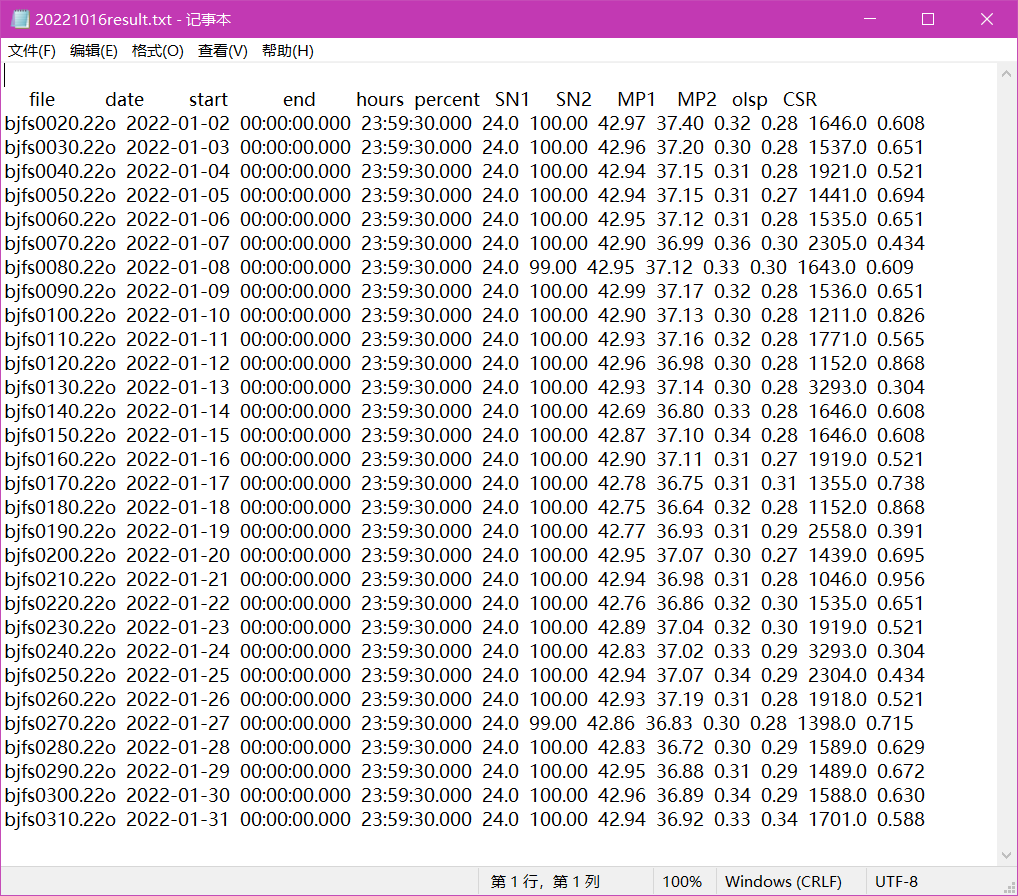 20221016result.txt - 记事本
文件(F) 编辑(E) 格式(O) 查看(V) 帮助(H)
file date start end hours percent SN1 SN2 MP1 MP2 olsp CSR
bjfs0020.22o 2022-01-02 00:00:00.000 23:59:30.000 24.0 100.00 42.97 37.40 0.32 0.28 1646.0 0.608
bjfs0030.22o 2022-01-03 00:00:00.000 23:59:30.000 24.0 100.00 42.96 37.20 0.30 0.28 1537.0 0.651
bjfs0040.22o 2022-01-04 00:00:00.000 23:59:30.000 24.0 100.00 42.94 37.15 0.31 0.28 1921.0 0.521
bjfs0050.22o 2022-01-05 00:00:00.000 23:59:30.000 24.0 100.00 42.94 37.15 0.31 0.27 1441.0 0.694
bjfs0060.22o 2022-01-06 00:00:00.000 23:59:30.000 24.0 100.00 42.95 37.12 0.31 0.28 1535.0 0.651
bjfs0070.22o 2022-01-07 00:00:00.000 23:59:30.000 24.0 100.00 42.90 36.99 0.36 0.30 2305.0 0.434
bjfs0080.22o 2022-01-08 00:00:00.000 23:59:30.000 24.0 99.00 42.95 37.12 0.33 0.30 1643.0 0.609
bjfs0090.22o 2022-01-09 00:00:00.000 23:59:30.000 24.0 100.00 42.99 37.17 0.32 0.28 1536.0 0.651
bjfs0100.22o 2022-01-10 00:00:00.000 23:59:30.000 24.0 100.00 42.90 37.13 0.30 0.28 1211.0 0.826
bjfs0110.22o 2022-01-11 00:00:00.000 23:59:30.000 24.0 100.00 42.93 37.16 0.32 0.28 1771.0 0.565
bjfs0120.22o 2022-01-12 00:00:00.000 23:59:30.000 24.0 100.00 42.96 36.98 0.30 0.28 1152.0 0.868
bjfs0130.22o 2022-01-13 00:00:00.000 23:59:30.000 24.0 100.00 42.93 37.14 0.30 0.28 3293.0 0.304
bjfs0140.22o 2022-01-14 00:00:00.000 23:59:30.000 24.0 100.00 42.69 36.80 0.33 0.28 1646.0 0.608
bjfs0150.22o 2022-01-15 00:00:00.000 23:59:30.000 24.0 100.00 42.87 37.10 0.34 0.28 1646.0 0.608
bjfs0160.22o 2022-01-16 00:00:00.000 23:59:30.000 24.0 100.00 42.90 37.11 0.31 0.27 1919.0 0.521
bjfs0170.22o 2022-01-17 00:00:00.000 23:59:30.000 24.0 100.00 42.78 36.75 0.31 0.31 1355.0 0.738
bjfs0180.22o 2022-01-18 00:00:00.000 23:59:30.000 24.0 100.00 42.75 36.64 0.32 0.28 1152.0 0.868
bjfs0190.22o 2022-01-19 00:00:00.000 23:59:30.000 24.0 100.00 42.77 36.93 0.31 0.29 2558.0 0.391
bjfs0200.22o 2022-01-20 00:00:00.000 23:59:30.000 24.0 100.00 42.95 37.07 0.30 0.27 1439.0 0.695
bjfs0210.22o 2022-01-21 00:00:00.000 23:59:30.000 24.0 100.00 42.94 36.98 0.31 0.28 1046.0 0.956
bjfs0220.22o 2022-01-22 00:00:00.000 23:59:30.000 24.0 100.00 42.76 36.86 0.32 0.30 1535.0 0.651
bjfs0230.22o 2022-01-23 00:00:00.000 23:59:30.000 24.0 100.00 42.89 37.04 0.32 0.30 1919.0 0.521
bjfs0240.22o 2022-01-24 00:00:00.000 23:59:30.000 24.0 100.00 42.83 37.02 0.33 0.29 3293.0 0.304
bjfs0250.22o 2022-01-25 00:00:00.000 23:59:30.000 24.0 100.00 42.94 37.07 0.34 0.29 2304.0 0.434
bjfs0260.22o 2022-01-26 00:00:00.000 23:59:30.000 24.0 100.00 42.93 37.19 0.31 0.28 1918.0 0.521
bjfs0270.22o 2022-01-27 00:00:00.000 23:59:30.000 24.0 99.00 42.86 36.83 0.30 0.28 1398.0 0.715
bjfs0280.22o 2022-01-28 00:00:00.000 23:59:30.000 24.0 100.00 42.83 36.72 0.30 0.29 1589.0 0.629
bjfs0290.22o 2022-01-29 00:00:00.000 23:59:30.000 24.0 100.00 42.95 36.88 0.31 0.29 1489.0 0.672
bjfs0300.22o 2022-01-30 00:00:00.000 23:59:30.000 24.0 100.00 42.96 36.89 0.34 0.29 1588.0 0.630
bjfs0310.22o 2022-01-31 00:00:00.000 23:59:30.000 24.0 100.00 42.94 36.92 0.33 0.34 1701.0 0.588
第 1 行，第 1 列 100% Windows (CRLF) UTF-8